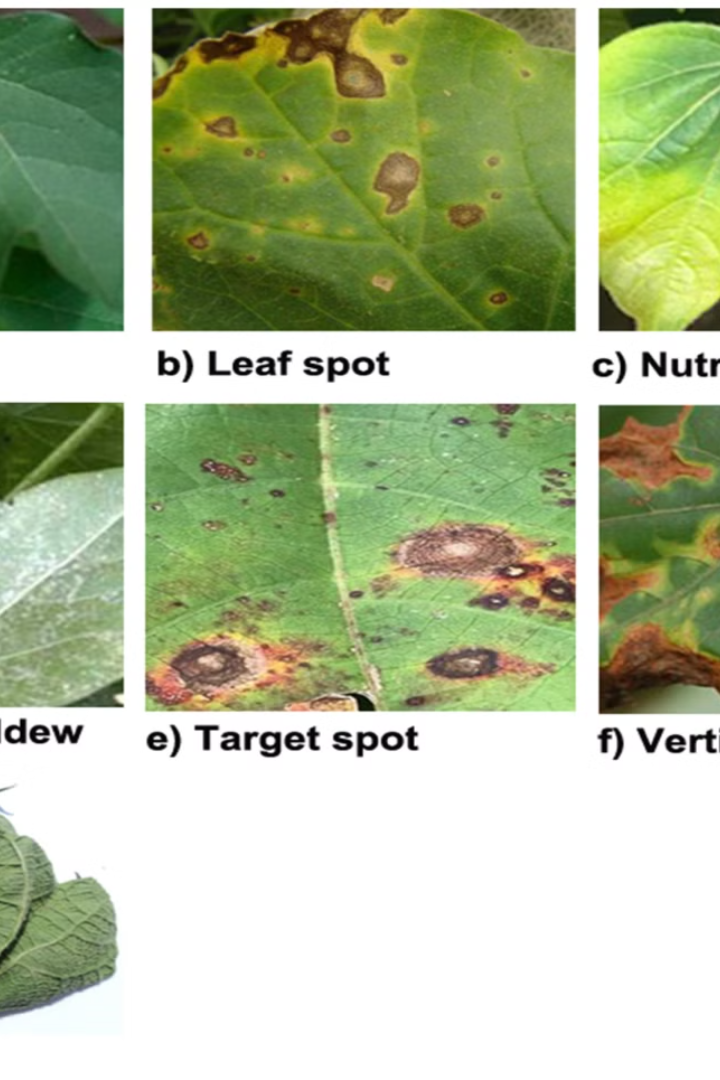 b) Leaf spot
c) Nutr
ldew
e) Target spot
f) Verti